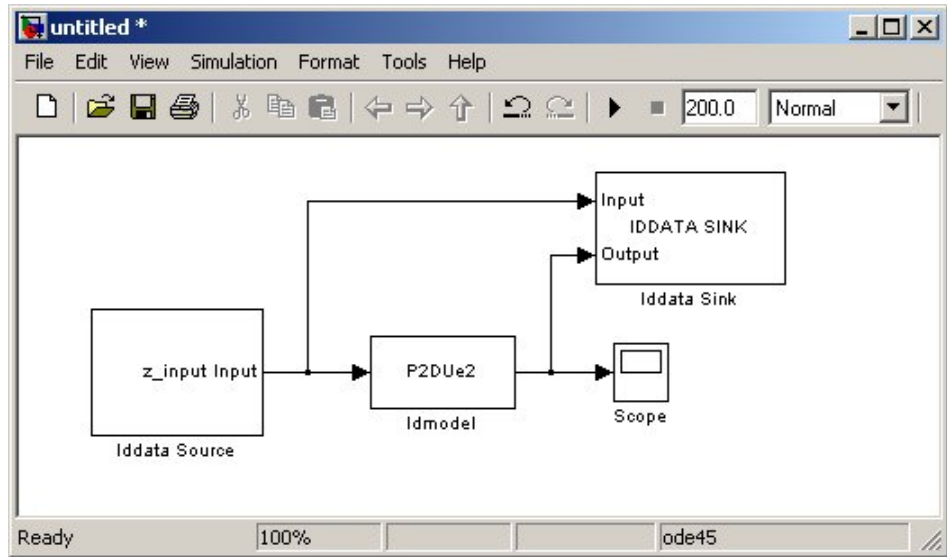 untitled *
File Edit View Simulation Format Tools Help
200.0 Normal
Input
IDDATA SINK
Output
Iddata Sink
z_input Input
P2DUe2
Iddata Source
Idmodel
Scope
Ready 100% ode45